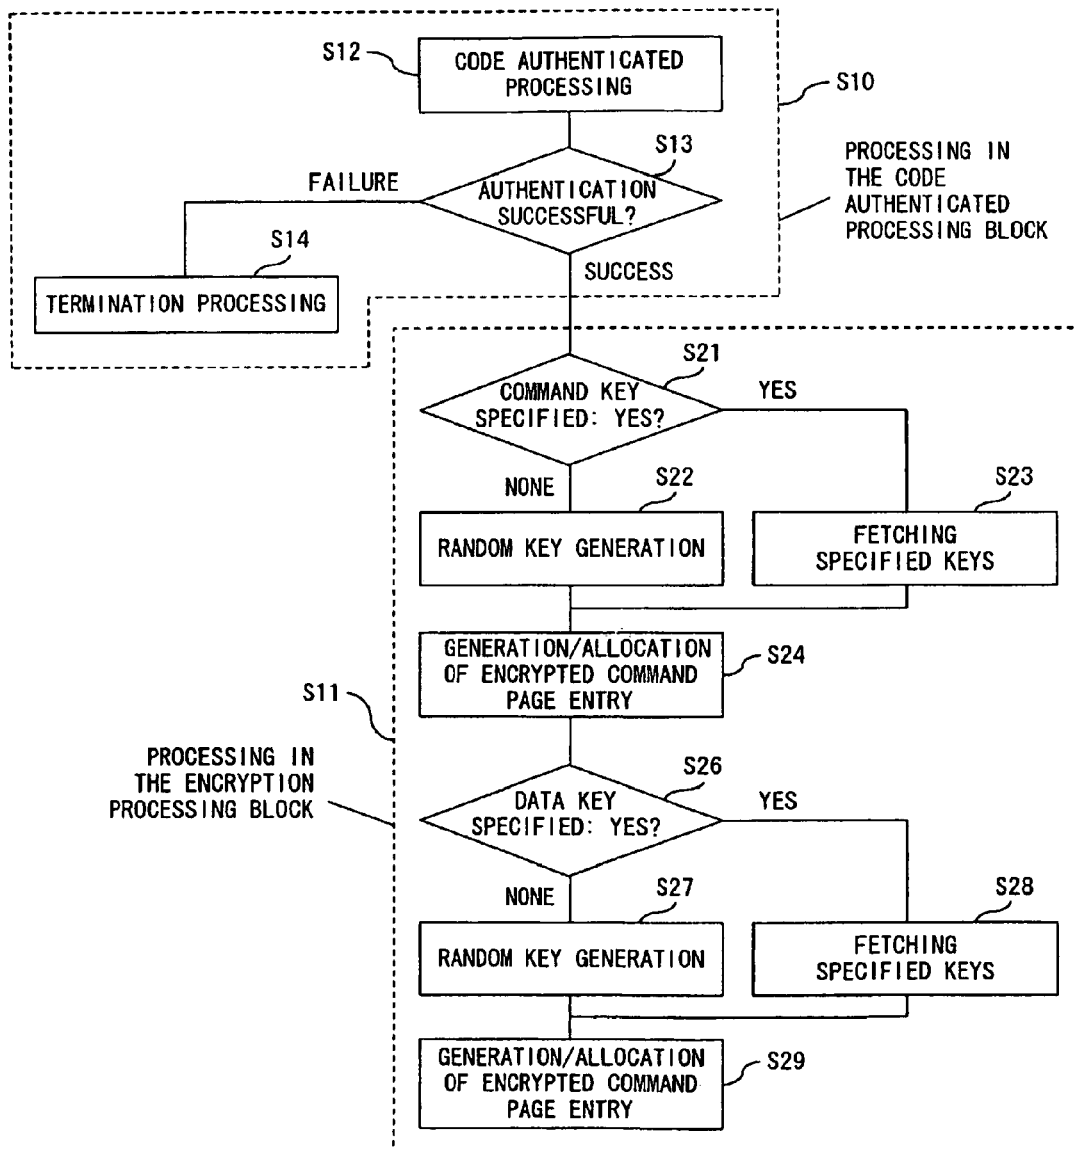 S12
CODE AUTHENTICATED
PROCESSING
S10
S13
PROCESSING IN
THE CODE
AUTHENTICATED
PROCESSING BLOCK
FAILURE
AUTHENTICATION
SUCCESSFUL?
S14
SUCCESS
TERMINATION PROCESSING
S21
COMMAND KEY
SPECIFIED: YES?
YES
NONE
S22
S23
RANDOM KEY GENERATION
FETCHING
SPECIFIED KEYS
GENERATION/ALLOCATION
OF ENCRYPTED COMMAND
PAGE ENTRY
S24
S11
PROCESSING IN
THE ENCRYPTION
PROCESSING BLOCK
S26
DATA KEY
SPECIFIED: YES?
YES
NONE
S27
S28
RANDOM KEY GENERATION
FETCHING
SPECIFIED KEYS
GENERATION/ALLOCATION
OF ENCRYPTED COMMAND
PAGE ENTRY
S29